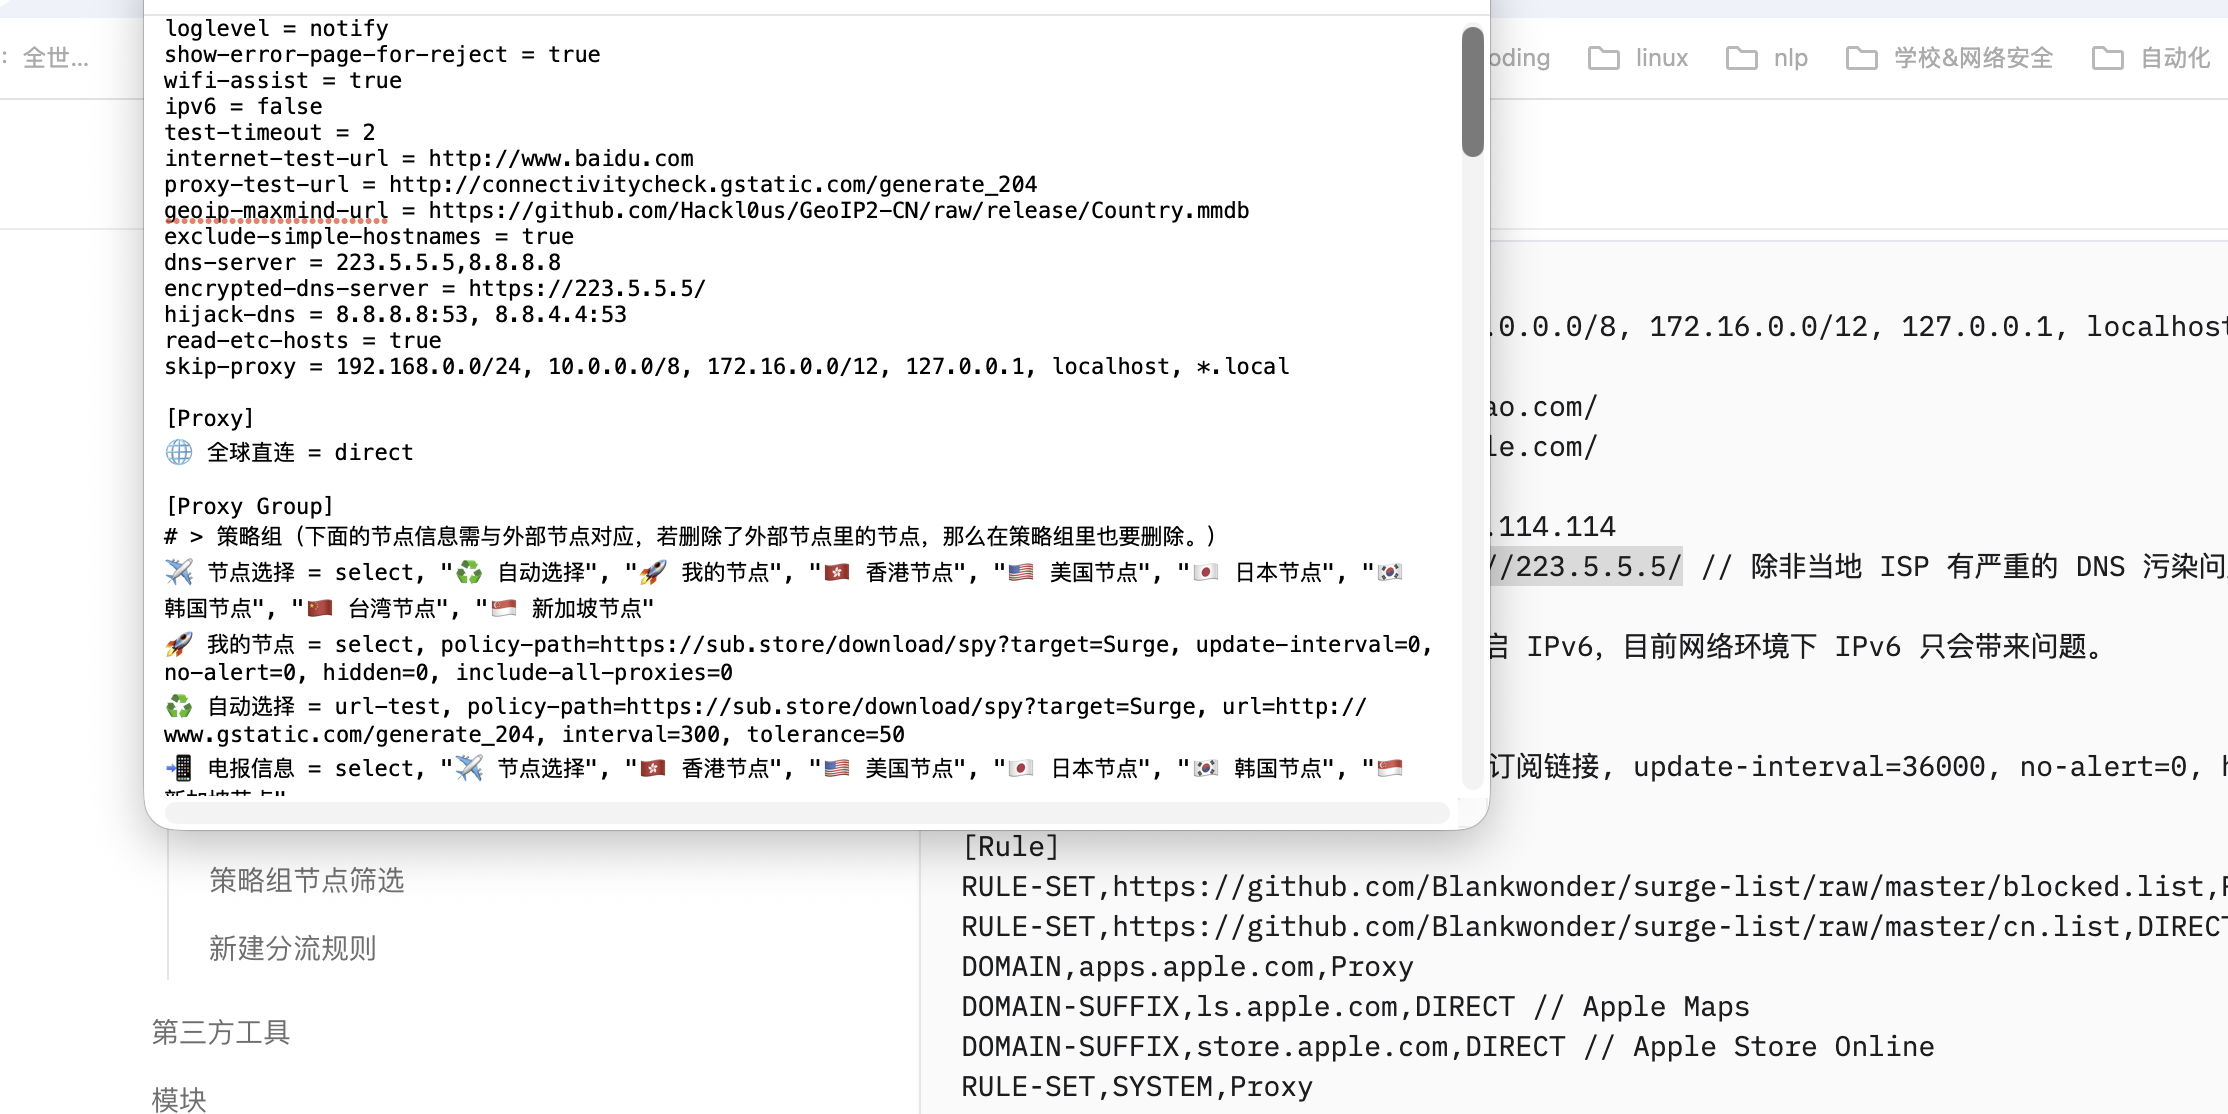 : 全世...
oding
linux
nlp
学校&网络安全
自动化
loglevel = notify
show-error-page-for-reject = true
wifi-assist = true
ipv6 = false
test-timeout = 2
internet-test-url = http://www.baidu.com
proxy-test-url = http://connectivitycheck.gstatic.com/generate_204
geoip-maxmind-url = https://github.com/Hackl0us/GeoIP2-CN/raw/release/Country.mmdb
exclude-simple-hostnames = true
dns-server = 223.5.5.5,8.8.8.8
encrypted-dns-server = https://223.5.5.5/
hijack-dns = 8.8.8.8:53, 8.8.4.4:53
read-etc-hosts = true
skip-proxy = 192.168.0.0/24, 10.0.0.0/8, 172.16.0.0/12, 127.0.0.1, localhost, *.local
[Proxy]
🌐 全球直连 = direct
[Proxy Group]
# > 策略组（下面的节点信息需与外部节点对应，若删除了外部节点里的节点，那么在策略组里也要删除。）
✈️ 节点选择 = select, "♻️ 自动选择", "🚀 我的节点", "🇭🇰 香港节点", "🇺🇸 美国节点", "🇯🇵 日本节点", "🇰🇷
韩国节点", "🇨🇳 台湾节点", "🇸🇬 新加坡节点"
🚀 我的节点 = select, policy-path=https://sub.store/download/spy?target=Surge, update-interval=0,
no-alert=0, hidden=0, include-all-proxies=0
♻️ 自动选择 = url-test, policy-path=https://sub.store/download/spy?target=Surge, url=http://
www.gstatic.com/generate_204, interval=300, tolerance=50
📲 电报信息 = select, "✈️ 节点选择", "🇭🇰 香港节点", "🇺🇸 美国节点", "🇯🇵 日本节点", "🇰🇷 韩国节点", "🇸🇬
新加坡节点"
.0.0.0/8, 172.16.0.0/12, 127.0.0.1, localhost
ao.com/
le.com/
.114.114
//223.5.5.5/ // 除非当地 ISP 有严重的 DNS 污染问
启 IPv6，目前网络环境下 IPv6 只会带来问题。
订阅链接, update-interval=36000, no-alert=0, h
[Rule]
RULE-SET,https://github.com/Blankwonder/surge-list/raw/master/blocked.list,
RULE-SET,https://github.com/Blankwonder/surge-list/raw/master/cn.list,DIRECT
DOMAIN,apps.apple.com,Proxy
DOMAIN-SUFFIX,ls.apple.com,DIRECT // Apple Maps
DOMAIN-SUFFIX,store.apple.com,DIRECT // Apple Store Online
RULE-SET,SYSTEM,Proxy
策略组节点筛选
新建分流规则
第三方工具
模块